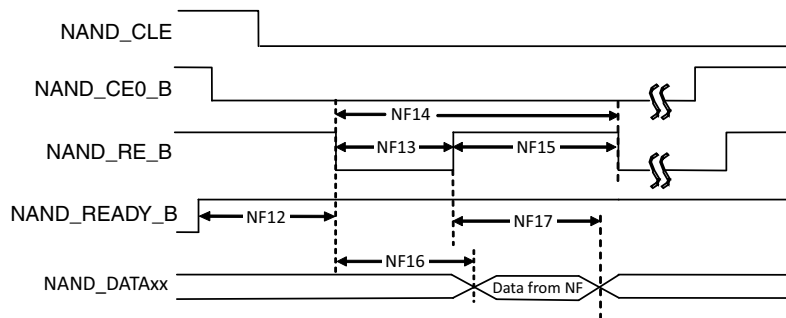 NAND_CLE
NAND_CE0_B
NF14
NAND_RE_B
NF13
NF15
NAND_READY_B
NF12
NF17
NF16
NAND_DATAxx
Data from NF